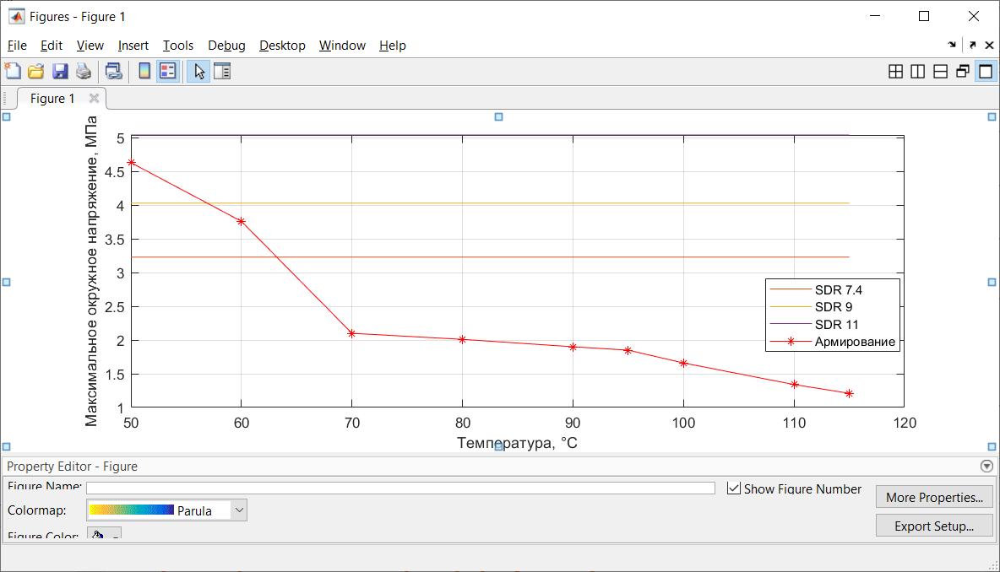 Figures - Figure 1
File Edit View Insert Tools Debug Desktop Window Help
Figure 1
Максимальное окружное напряжение, МПа
5
4.5
4
3.5
3
2.5
2
1.5
1
SDR 7.4
SDR 9
SDR 11
Армирование
50 60 70 80 90 100 110 120
Температура, °C
Property Editor - Figure
Figure Name:
Show Figure Number
More Properties...
Colormap:
Parula
Figure Color:
Export Setup...